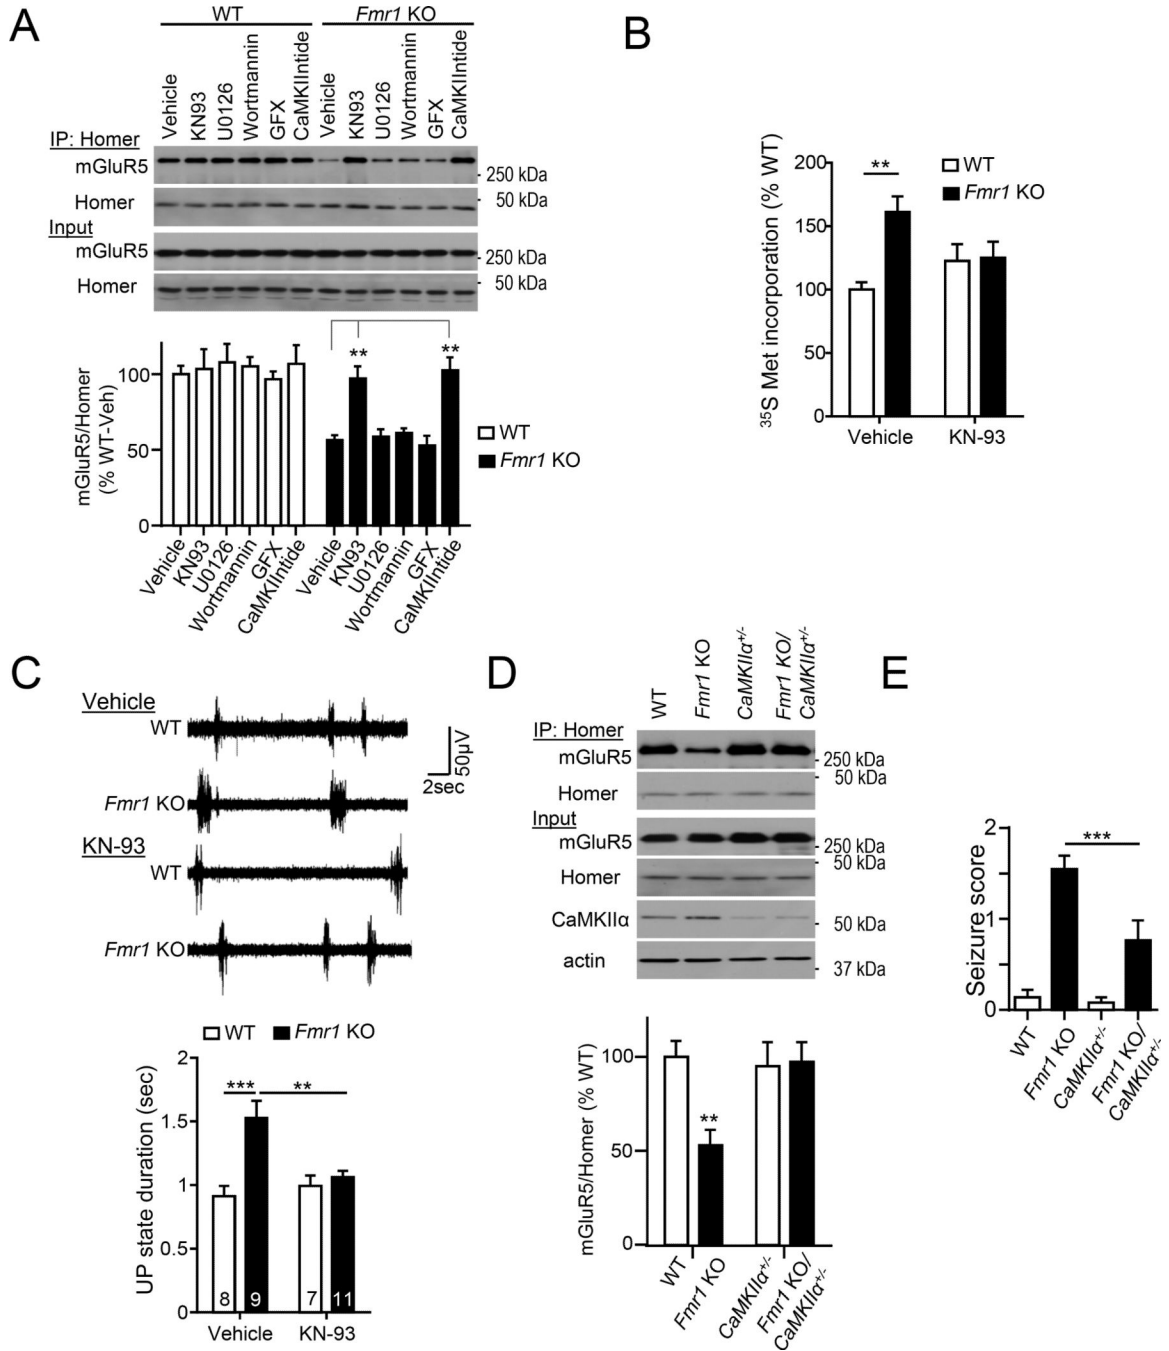 A
WT
Fmr1 KO
Vehicle
KN93
U0126
Wortmannin
GFX
CaMKIIntide
Vehicle
KN93
U0126
Wortmannin
GFX
CaMKIIntide
IP: Homer
mGluR5
250 kDa
Homer
50 kDa
Input
mGluR5
250 kDa
Homer
50 kDa
mGluR5/Homer
(% WT-Veh)
100
50
0
**
**
WT
Fmr1 KO
Vehicle
KN93
U0126
Wortmannin
GFX
CaMKIIntide
Vehicle
KN93
U0126
Wortmannin
GFX
CaMKIIntide
B
35S Met incorporation (% WT)
200
150
100
50
0
**
WT
Fmr1 KO
Vehicle
KN-93
C
Vehicle
WT
Fmr1 KO
KN-93
WT
Fmr1 KO
50µV
2sec
WT
Fmr1 KO
UP state duration (sec)
2
1.5
1
0.5
0
***
**
8
9
7
11
Vehicle
KN-93
D
WT
Fmr1 KO
CaMKIIα+/-
Fmr1 KO/
CaMKIIα+/-
IP: Homer
mGluR5
250 kDa
50 kDa
Homer
Input
mGluR5
250 kDa
50 kDa
Homer
CaMKIIα
50 kDa
actin
37 kDa
mGluR5/Homer (% WT)
100
50
0
**
WT
Fmr1 KO
CaMKIIα+/-
Fmr1 KO/
CaMKIIα+/-
E
Seizure score
2
1
0
***
WT
Fmr1 KO
CaMKIIα+/-
Fmr1 KO/
CaMKIIα+/-